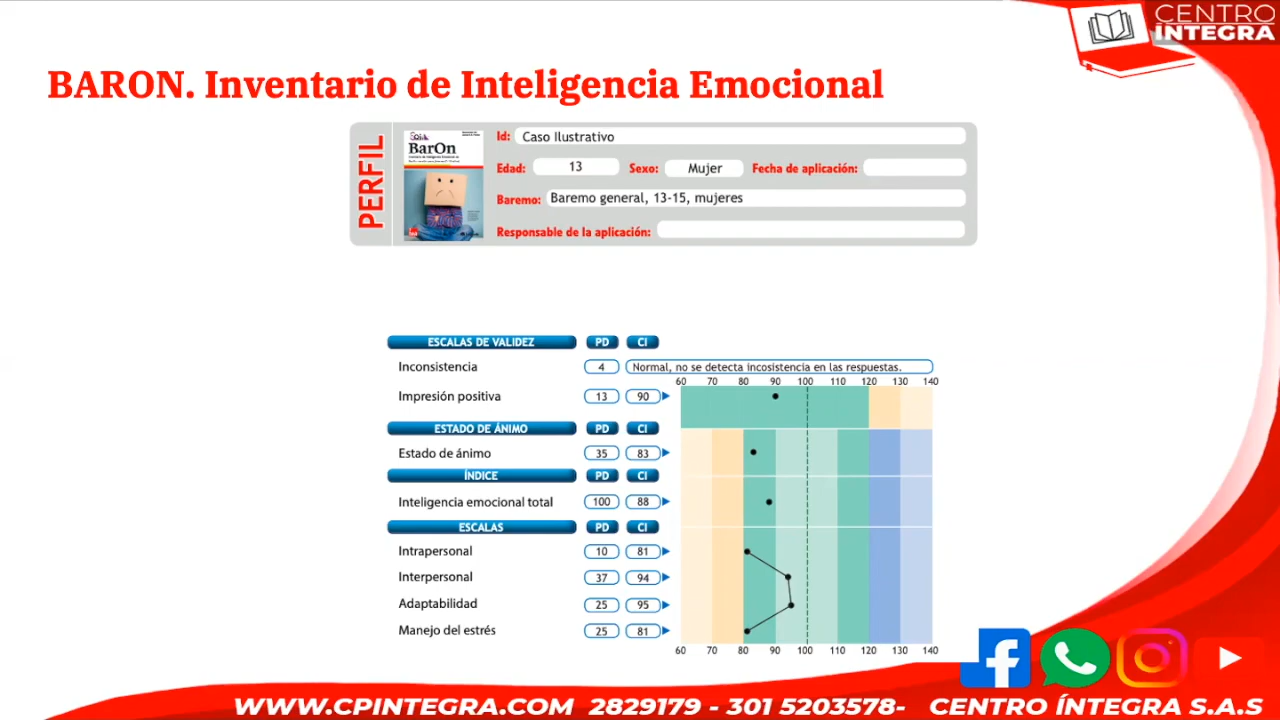 CENTRO
ÍNTEGRA
BARON. Inventario de Inteligencia Emocional
PERFIL
BarOn
Id: Caso Ilustrativo
Edad: 13 Sexo: Mujer Fecha de aplicación:
Baremo: Baremo general, 13-15, mujeres
Responsable de la aplicación:
ESCALAS DE VALIDEZ PD CI
Inconsistencia 4 Normal, no se detecta incosistencia en las respuestas.
60 70 80 90 100 110 120 130 140
Impresión positiva 13 90
ESTADO DE ÁNIMO PD CI
Estado de ánimo 35 83
ÍNDICE PD CI
Inteligencia emocional total 100 88
ESCALAS PD CI
Intrapersonal 10 81
Interpersonal 37 94
Adaptabilidad 25 95
Manejo del estrés 25 81
60 70 80 90 100 110 120 130 140
WWW.CPINTEGRA.COM 2829179 - 301 5203578- CENTRO ÍNTEGRA S.A.S